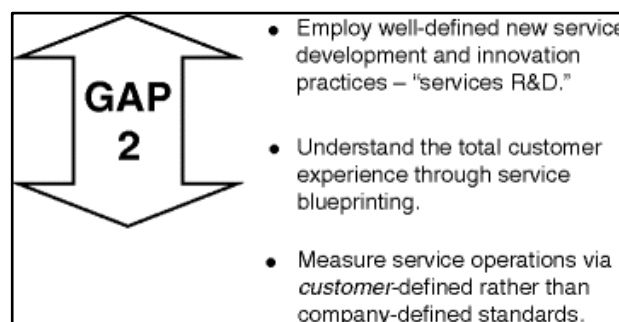 GAP
2
● Employ well-defined new service
development and innovation
practices – “services R&D.”
● Understand the total customer
experience through service
blueprinting.
● Measure service operations via
customer-defined rather than
company-defined standards.